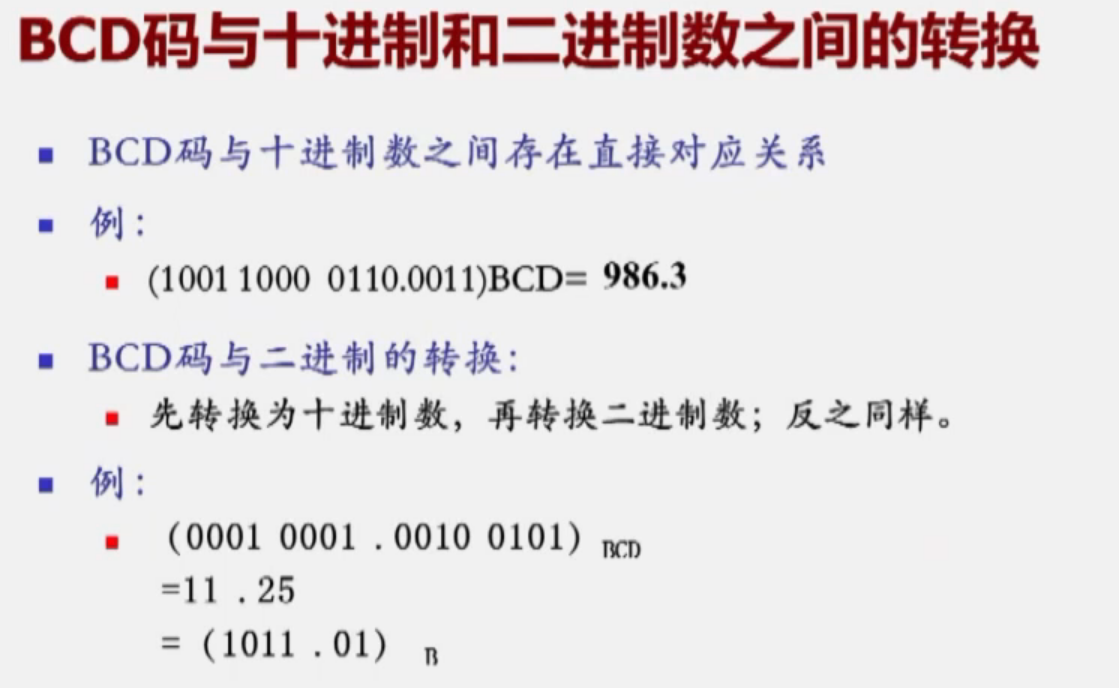 BCD码与十进制和二进制数之间的转换
BCD码与十进制数之间存在直接对应关系
例：
(1001 1000 0110.0011)BCD= 986.3
BCD码与二进制的转换：
先转换为十进制数，再转换二进制数；反之同样。
例：
(0001 0001 .0010 0101) BCD
=11 .25
= (1011 .01) B